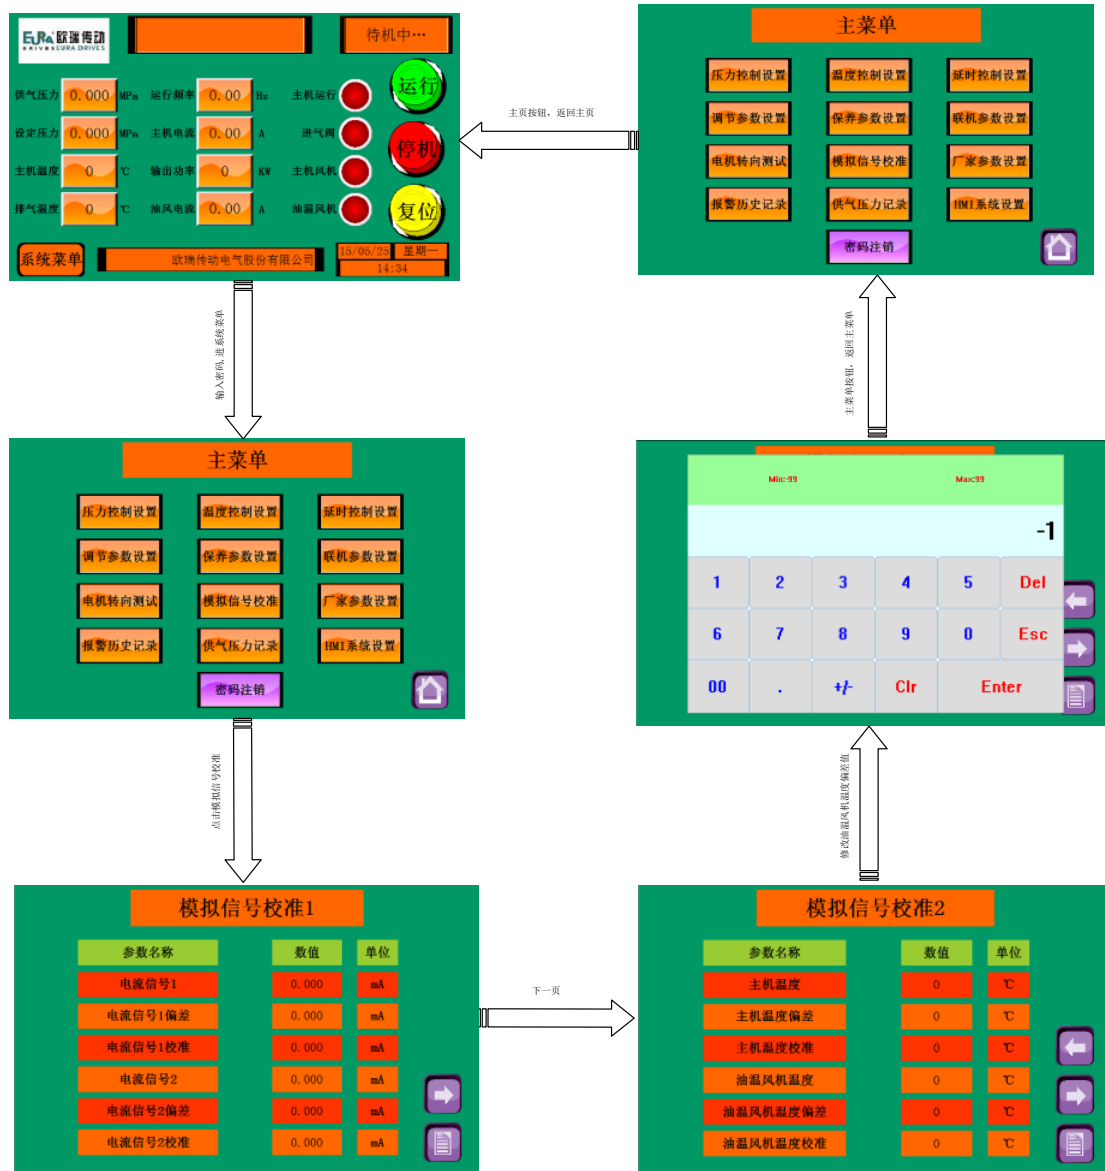 EURA 欧瑞传动
DRIVES EURA DRIVES
待机中···
供气压力 0.000 MPa 运行频率 0.00 Hz 主机运行 运行
设定压力 0.000 MPa 主机电流 0.00 A 进气阀 停机
主机温度 0 ℃ 输出功率 0 KW 主机风机
排气温度 0 ℃ 油风电流 0.00 A 油温风机 复位
系统菜单 欧瑞传动电气股份有限公司 15/05/25 星期一
14:34
主页按钮，返回主页
主菜单
压力控制设置 温度控制设置 延时控制设置
调节参数设置 保养参数设置 联机参数设置
电机转向测试 模拟信号校准 厂家参数设置
报警历史记录 供气压力记录 HMI系统设置
密码注销
输入密码,进系统菜单
主菜单按钮，返回主菜单
主菜单
压力控制设置 温度控制设置 延时控制设置
调节参数设置 保养参数设置 联机参数设置
电机转向测试 模拟信号校准 厂家参数设置
报警历史记录 供气压力记录 HMI系统设置
密码注销
Min:-99 Max:99
-1
1 2 3 4 5 Del
6 7 8 9 0 Esc
00 . +/- Clr Enter
点击模拟信号校准
修改油温风机温度偏差值
模拟信号校准1
参数名称 数值 单位
电流信号1 0.000 mA
电流信号1偏差 0.000 mA
电流信号1校准 0.000 mA
电流信号2 0.000 mA
电流信号2偏差 0.000 mA
电流信号2校准 0.000 mA
下一页
模拟信号校准2
参数名称 数值 单位
主机温度 0 ℃
主机温度偏差 0 ℃
主机温度校准 0 ℃
油温风机温度 0 ℃
油温风机温度偏差 0 ℃
油温风机温度校准 0 ℃